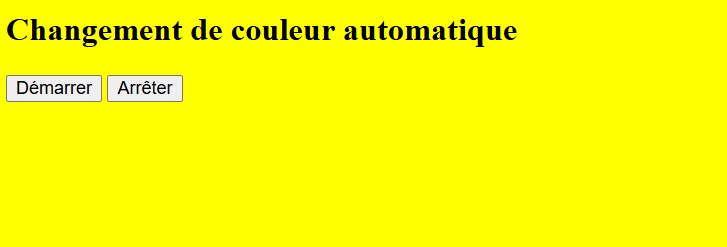 Changement de couleur automatique
Démarrer Arrêter